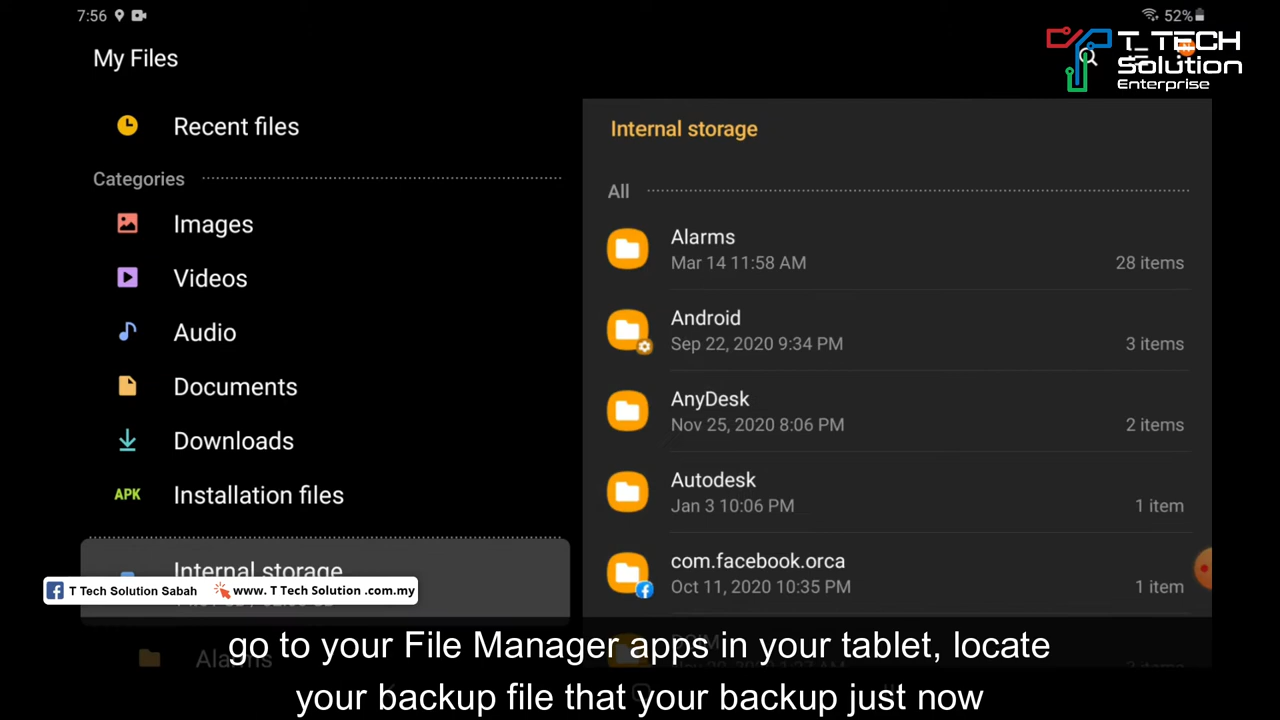 7:56
52%
My Files
T TECH
Solution
Enterprise
Recent files
Categories
Images
Videos
Audio
Documents
Downloads
APK Installation files
Internal storage
T Tech Solution Sabah
www. T Tech Solution .com.my
Alarms
Internal storage
All
Alarms
Mar 14 11:58 AM
28 items
Android
Sep 22, 2020 9:34 PM
3 items
AnyDesk
Nov 25, 2020 8:06 PM
2 items
Autodesk
Jan 3 10:06 PM
1 item
com.facebook.orca
Oct 11, 2020 10:35 PM
1 item
go to your File Manager apps in your tablet, locate
your backup file that your backup just now